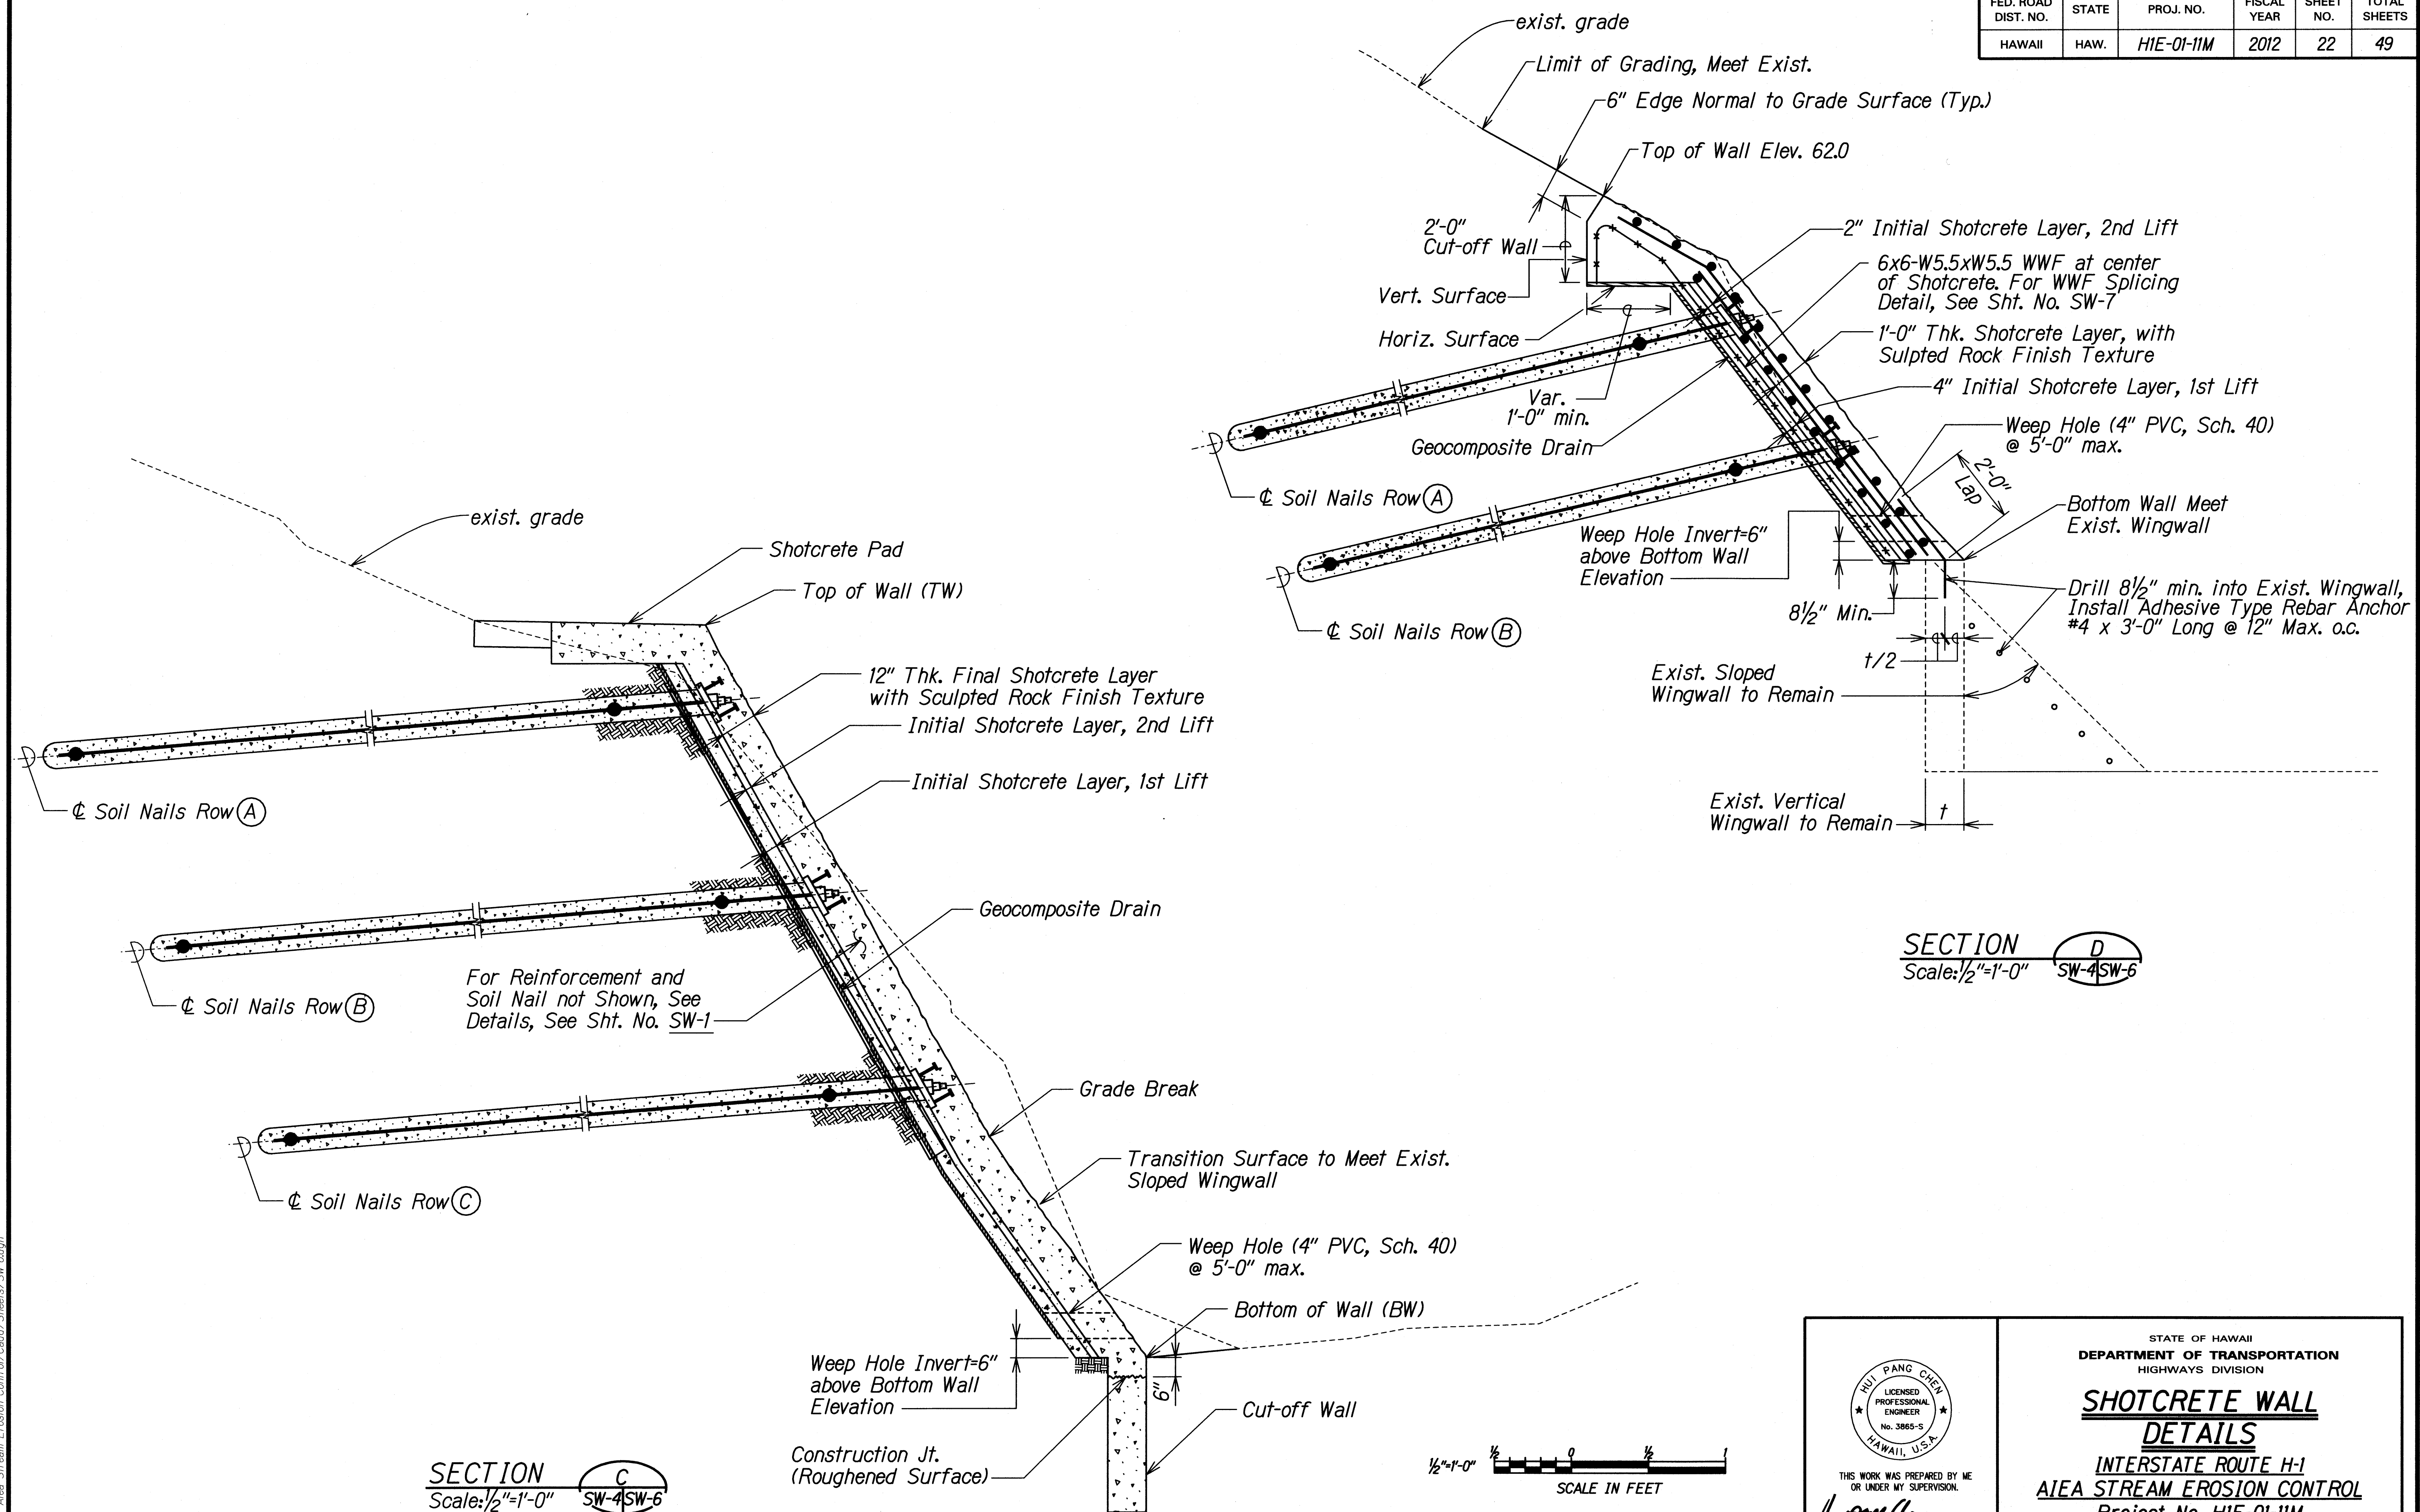 FED. ROAD DIST. NO. STATE PROJ. NO. FISCAL YEAR SHEET NO. TOTAL SHEETS
HAWAII HAW. H1E-01-11M 2012 22 49
exist. grade
Limit of Grading, Meet Exist.
6" Edge Normal to Grade Surface (Typ.)
Top of Wall Elev. 62.0
2'-0"
Cut-off Wall
Vert. Surface
Horiz. Surface
2" Initial Shotcrete Layer, 2nd Lift
6x6-W5.5xW5.5 WWF at center
of Shotcrete. For WWF Splicing
Detail, See Sht. No. SW-7
1'-0" Thk. Shotcrete Layer, with
Sulpted Rock Finish Texture
4" Initial Shotcrete Layer, 1st Lift
Var.
1'-0" min.
Geocomposite Drain
Weep Hole (4" PVC, Sch. 40)
@ 5'-0" max.
2'-0"
Lap
℄ Soil Nails Row A
Bottom Wall Meet
Exist. Wingwall
Weep Hole Invert=6"
above Bottom Wall
Elevation
8½" Min.
Drill 8½" min. into Exist. Wingwall,
Install Adhesive Type Rebar Anchor
#4 x 3'-0" Long @ 12" Max. o.c.
℄ Soil Nails Row B
t/2
Exist. Sloped
Wingwall to Remain
Exist. Vertical
Wingwall to Remain
t
SECTION D
Scale:½"=1'-0" SW-4 SW-6
exist. grade
Shotcrete Pad
Top of Wall (TW)
12" Thk. Final Shotcrete Layer
with Sculpted Rock Finish Texture
Initial Shotcrete Layer, 2nd Lift
Initial Shotcrete Layer, 1st Lift
℄ Soil Nails Row A
Geocomposite Drain
For Reinforcement and
Soil Nail not Shown, See
Details, See Sht. No. SW-1
℄ Soil Nails Row B
Grade Break
Transition Surface to Meet Exist.
Sloped Wingwall
℄ Soil Nails Row C
Weep Hole (4" PVC, Sch. 40)
@ 5'-0" max.
Bottom of Wall (BW)
Weep Hole Invert=6"
above Bottom Wall
Elevation
6"
Cut-off Wall
Construction Jt.
(Roughened Surface)
SECTION C
Scale:½"=1'-0" SW-4 SW-6
½"=1'-0"
½ 0 ½ 1
SCALE IN FEET
HUI PANG CHEN
LICENSED
PROFESSIONAL
ENGINEER
No. 3865-S
HAWAII, U.S.A.
THIS WORK WAS PREPARED BY ME
OR UNDER MY SUPERVISION.
STATE OF HAWAII
DEPARTMENT OF TRANSPORTATION
HIGHWAYS DIVISION
SHOTCRETE WALL
DETAILS
INTERSTATE ROUTE H-1
AIEA STREAM EROSION CONTROL
Project No. H1E-01-11M